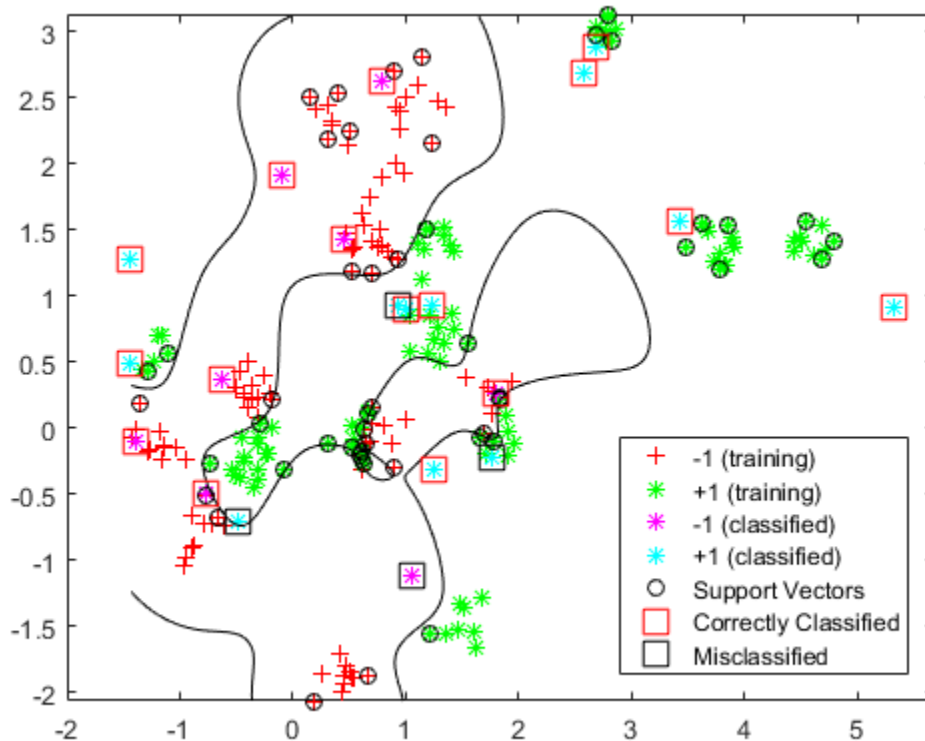 3
2.5
2
1.5
1
0.5
0
-0.5
-1
-1.5
-2
-2 -1 0 1 2 3 4 5
-1 (training)
+1 (training)
-1 (classified)
+1 (classified)
Support Vectors
Correctly Classified
Misclassified